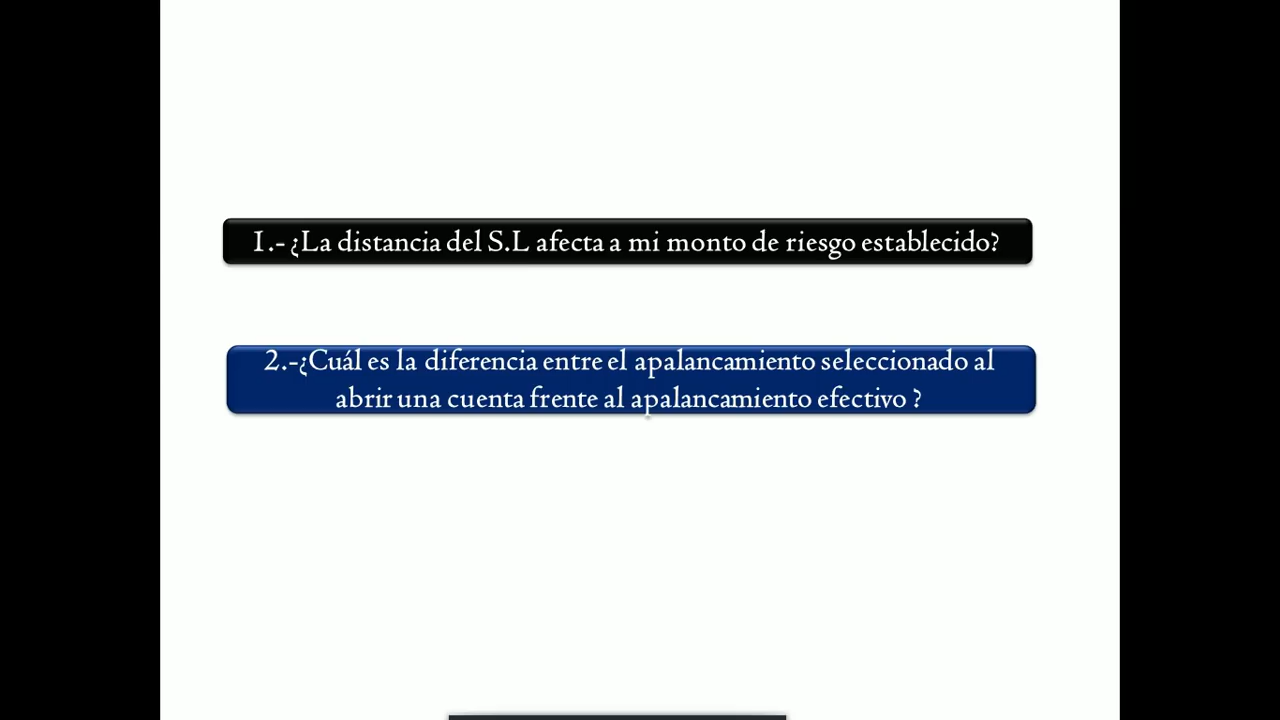 1.- ¿La distancia del S.L afecta a mi monto de riesgo establecido?
2.-¿Cuál es la diferencia entre el apalancamiento seleccionado al
abrir una cuenta frente al apalancamiento efectivo ?